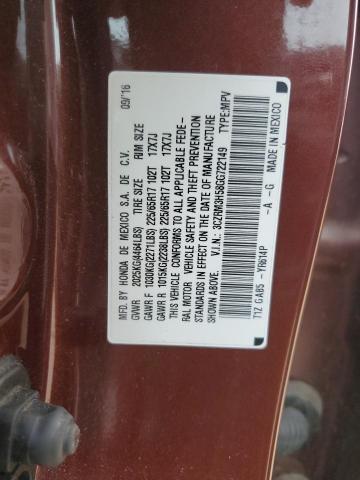 MFD. BY HONDA DE MEXICO S.A. DE C.V. 09/'16
GVWR 2025KG(4464LBS) TIRE SIZE RIM SIZE
GAWR F 1030KG(2271LBS) 225/65R17 102T 17X7J
GAWR R 1015KG(2238LBS) 225/65R17 102T 17X7J
THIS VEHICLE CONFORMS TO ALL APPLICABLE FEDE-
RAL MOTOR VEHICLE SAFETY AND THEFT PREVENTION
STANDARDS IN EFFECT ON THE DATE OF MANUFACTURE
SHOWN ABOVE. V.I.N.: 3CZRM3H58GG722149 TYPE:MPV
T1Z GA05 -YR614P -A -G MADE IN MEXICO